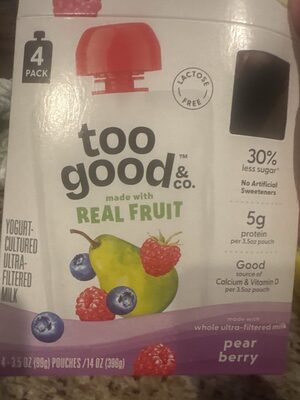 4
PACK
LACTOSE
FREE
too
good™
& co.
made with
REAL FRUIT
30%
less sugar*
No Artificial
Sweeteners
5g
protein
per 3.5oz pouch
Good
source of
Calcium & Vitamin D
per 3.5oz pouch
YOGURT-
CULTURED
ULTRA-
FILTERED
MILK
4 - 3.5 OZ (99g) POUCHES / 14 OZ (396g)
made with
whole ultra-filtered milk
pear
berry